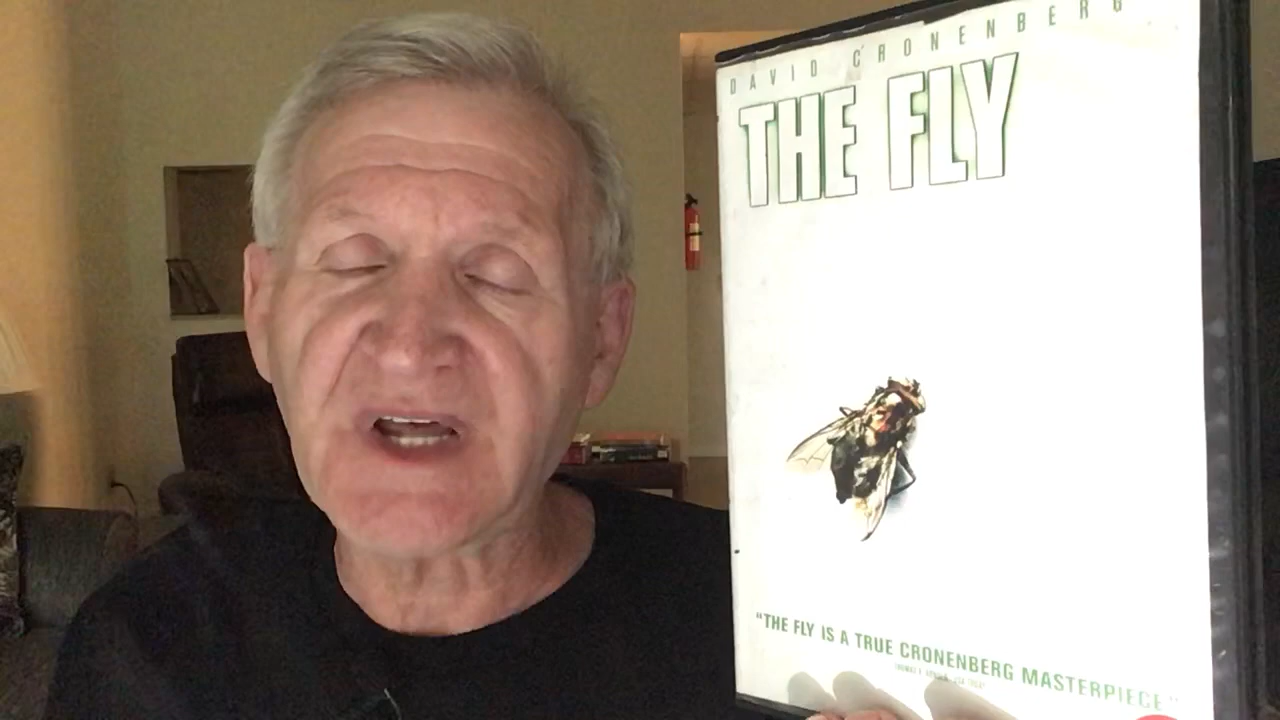 DAVID CRONENBERG
THE FLY
"THE FLY IS A TRUE CRONENBERG MASTERPIECE"